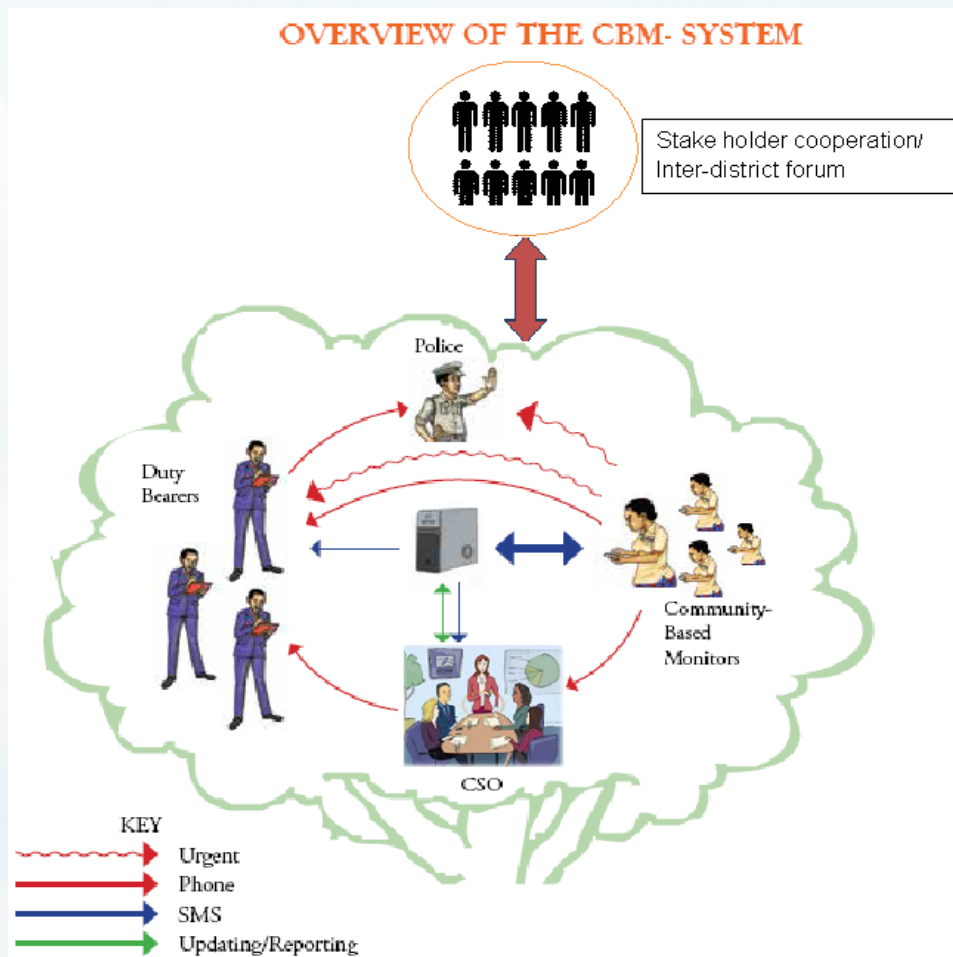 OVERVIEW OF THE CBM- SYSTEM
Stake holder cooperation/
Inter-district forum
Police
Duty
Bearers
Community-
Based
Monitors
CSO
KEY
Urgent
Phone
SMS
Updating/Reporting